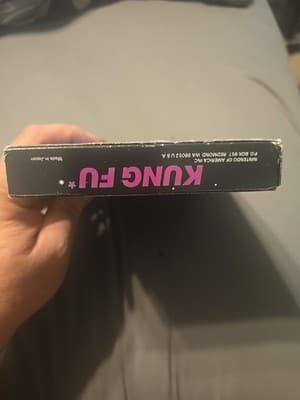 NINTENDO OF AMERICA INC.
P.O. BOX 957 REDMOND, WA 98052 U.S.A.
KUNG FU
Made in Japan